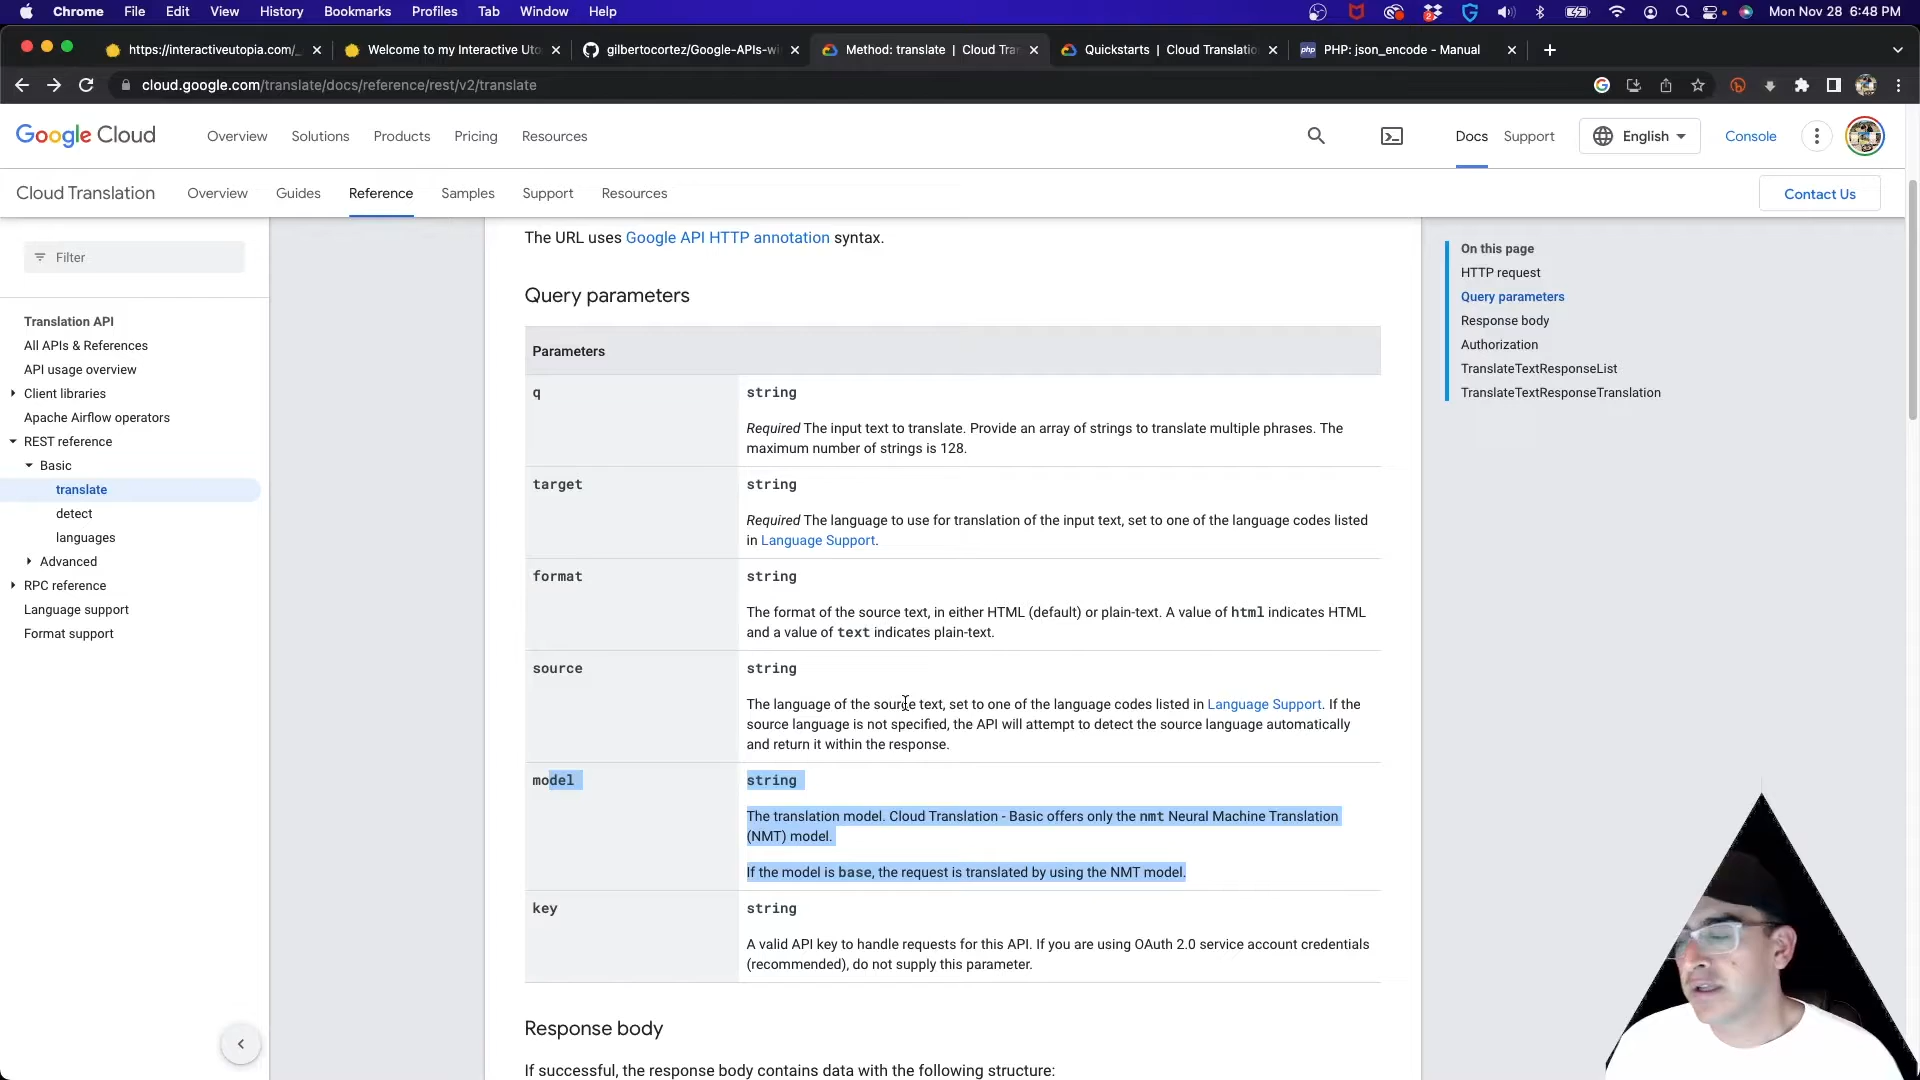 Chrome File Edit View History Bookmarks Profiles Tab Window Help
Mon Nov 28 6:48 PM
https://interactiveutopia.com/_
Welcome to my Interactive Uto
gilbertocortez/Google-APIs-wi
Method: translate | Cloud Tran
Quickstarts | Cloud Translatio
php PHP: json_encode - Manual
cloud.google.com/translate/docs/reference/rest/v2/translate
Google Cloud Overview Solutions Products Pricing Resources Docs Support English Console
Cloud Translation Overview Guides Reference Samples Support Resources Contact Us
Filter
Translation API
All APIs & References
API usage overview
Client libraries
Apache Airflow operators
REST reference
Basic
translate
detect
languages
Advanced
RPC reference
Language support
Format support
The URL uses Google API HTTP annotation syntax.
Query parameters
Parameters
q string
Required The input text to translate. Provide an array of strings to translate multiple phrases. The
maximum number of strings is 128.
target string
Required The language to use for translation of the input text, set to one of the language codes listed
in Language Support.
format string
The format of the source text, in either HTML (default) or plain-text. A value of html indicates HTML
and a value of text indicates plain-text.
source string
The language of the source text, set to one of the language codes listed in Language Support. If the
source language is not specified, the API will attempt to detect the source language automatically
and return it within the response.
model string
The translation model. Cloud Translation - Basic offers only the nmt Neural Machine Translation
(NMT) model.
If the model is base, the request is translated by using the NMT model.
key string
A valid API key to handle requests for this API. If you are using OAuth 2.0 service account credentials
(recommended), do not supply this parameter.
Response body
If successful, the response body contains data with the following structure:
On this page
HTTP request
Query parameters
Response body
Authorization
TranslateTextResponseList
TranslateTextResponseTranslation